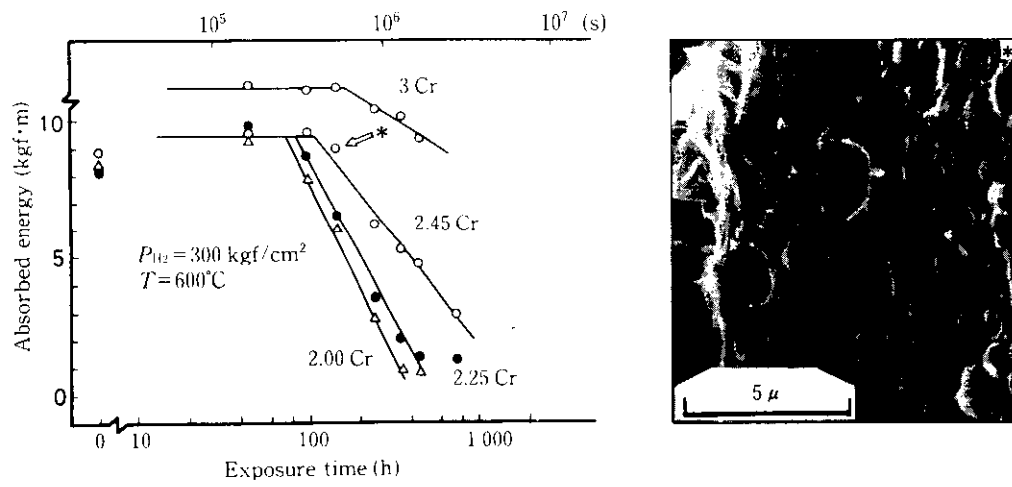 10⁵ 10⁶ 10⁷ (s)
3 Cr
10
*
Absorbed energy (kgf·m)
2.45 Cr
P_H2 = 300 kgf/cm²
5
T = 600°C
2.00 Cr
2.25 Cr
0
0 10 100 1 000
Exposure time (h)
*
5 μ